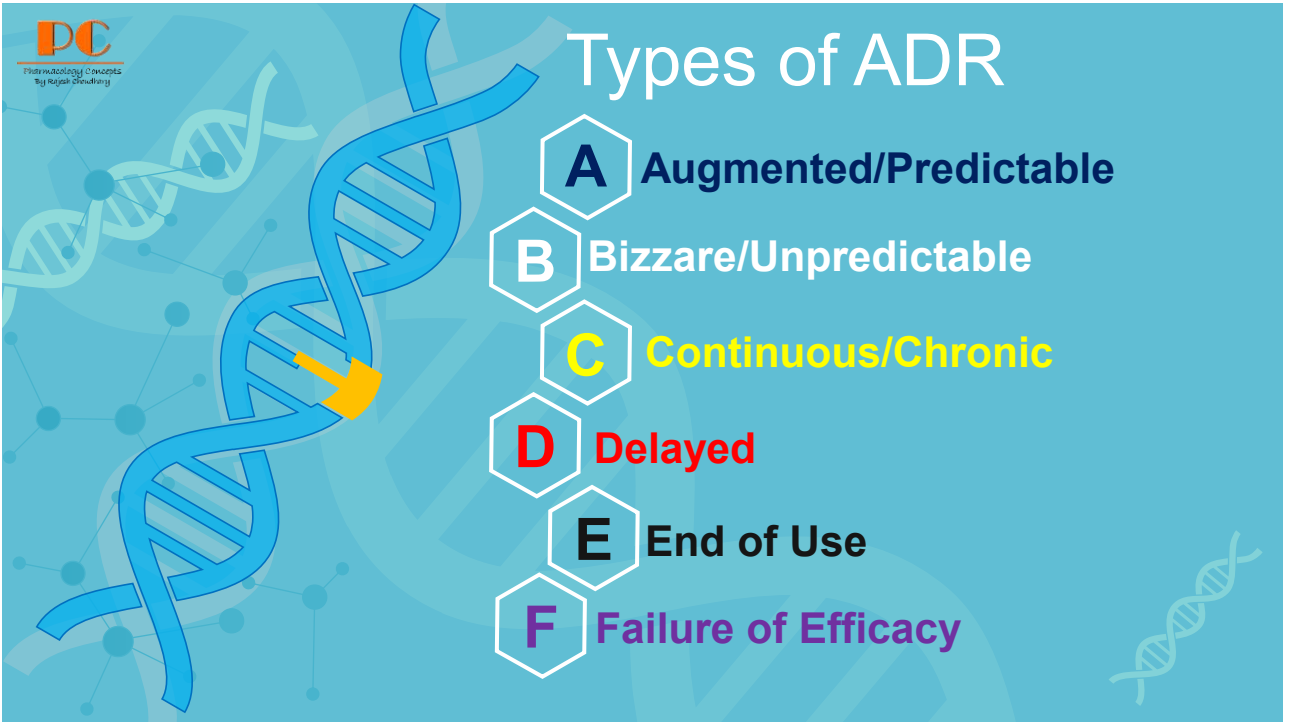 PC
Pharmacology Concepts
By Rajesh Choudhary
Types of ADR
A Augmented/Predictable
B Bizzare/Unpredictable
C Continuous/Chronic
D Delayed
E End of Use
F Failure of Efficacy